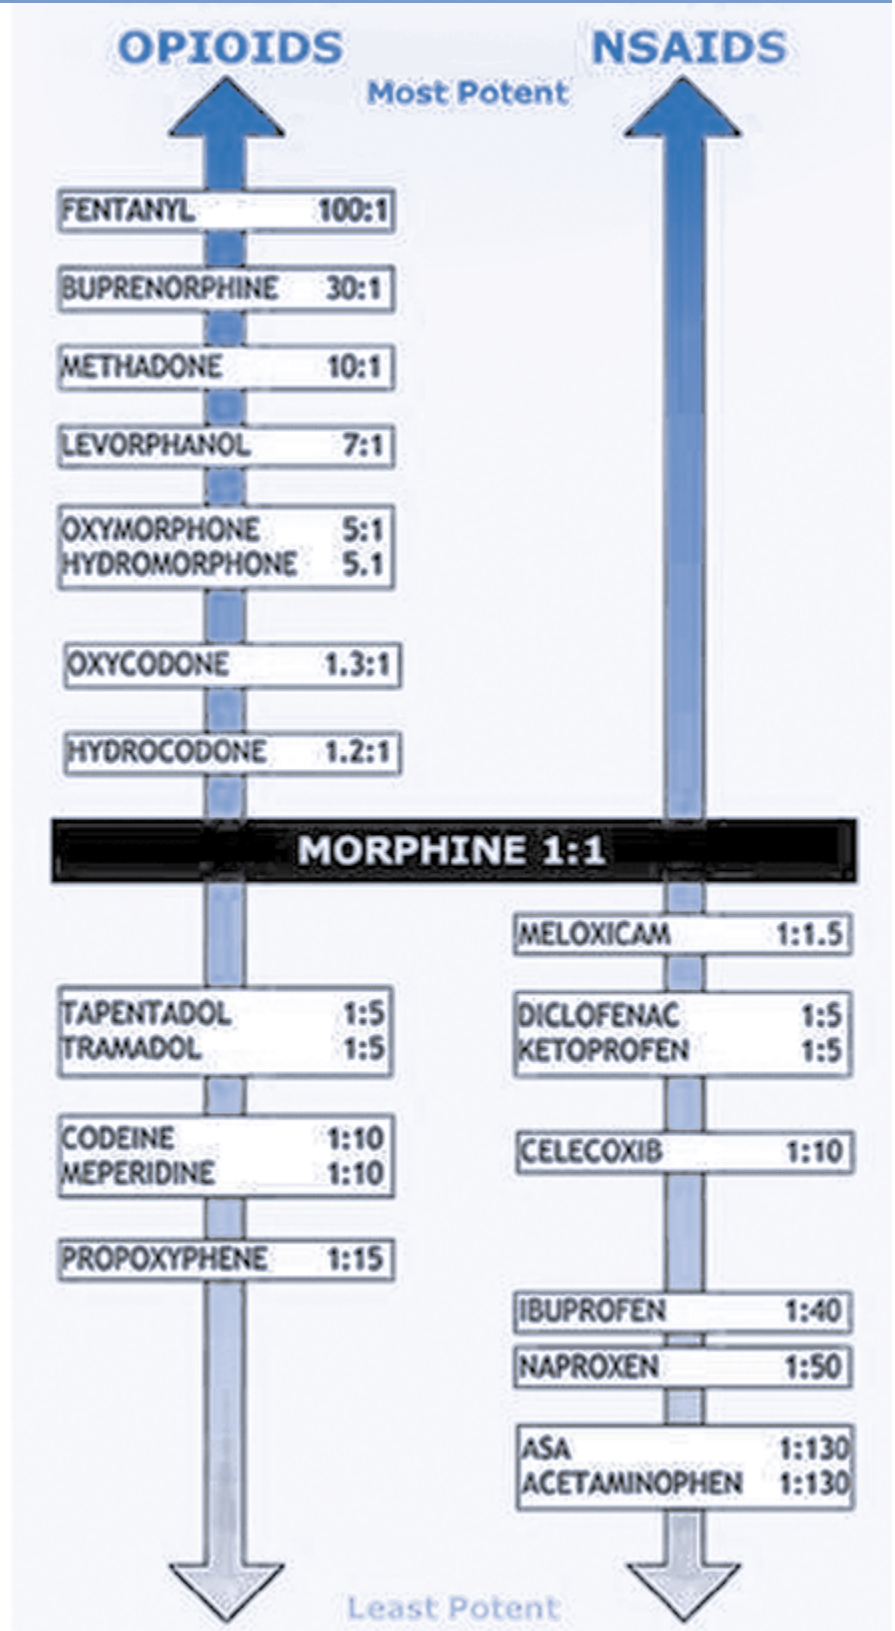 OPIOIDS
NSAIDS
Most Potent
FENTANYL 100:1
BUPRENORPHINE 30:1
METHADONE 10:1
LEVORPHANOL 7:1
OXYMORPHONE 5:1
HYDROMORPHONE 5.1
OXYCODONE 1.3:1
HYDROCODONE 1.2:1
MORPHINE 1:1
MELOXICAM 1:1.5
TAPENTADOL 1:5
TRAMADOL 1:5
DICLOFENAC 1:5
KETOPROFEN 1:5
CODEINE 1:10
MEPERIDINE 1:10
CELECOXIB 1:10
PROPOXYPHENE 1:15
IBUPROFEN 1:40
NAPROXEN 1:50
ASA 1:130
ACETAMINOPHEN 1:130
Least Potent